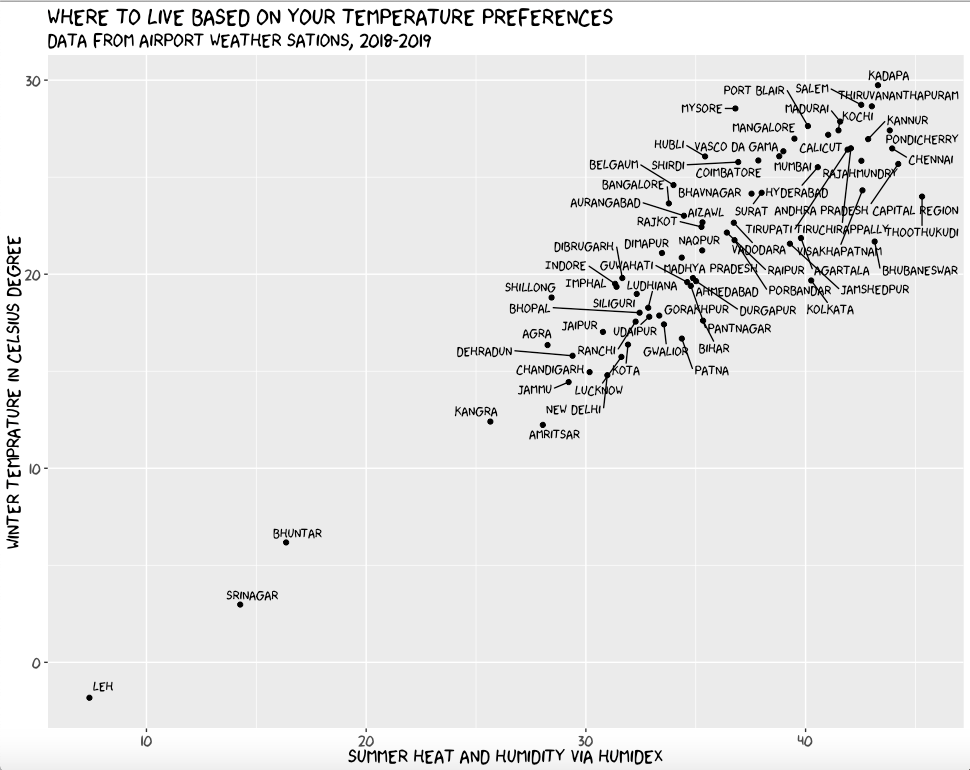 WHERE TO LIVE BASED ON YOUR TEMPERATURE PREFERENCES
DATA FROM AIRPORT WEATHER SATIONS, 2018-2019
WINTER TEMPRATURE IN CELSIUS DEGREE
30
20
10
0
KADAPA
PORT BLAIR
SALEM
THIRUVANANTHAPURAM
MYSORE
MADURAI
KOCHI
KANNUR
MANGALORE
PONDICHERRY
HUBLI
VASCO DA GAMA
CALICUT
CHENNAI
BELGAUM
SHIRDI
COIMBATORE
MUMBAI
RAJAHMUNDRY
BANGALORE
BHAVNAGAR
HYDERABAD
AURANGABAD
AIZAWL
SURAT
ANDHRA PRADESH CAPITAL REGION
RAJKOT
TIRUPATI
TIRUCHIRAPPALLY
THOOTHUKUDI
DIBRUGARH
DIMAPUR
NAQPUR
VADODARA
VISAKHAPATNAM
INDORE
GUWAHATI
MADHYA PRADESH
RAIPUR
AGARTALA
BHUBANESWAR
SHILLONG
IMPHAL
LUDHIANA
AHMEDABAD
PORBANDAR
JAMSHEDPUR
BHOPAL
SILIGURI
GORAKHPUR
DURGAPUR
KOLKATA
AGRA
JAIPUR
UDAIPUR
PANTNAGAR
DEHRADUN
RANCHI
GWALIOR
BIHAR
CHANDIGARH
KOTA
PATNA
JAMMU
LUCKNOW
KANGRA
NEW DELHI
AMRITSAR
BHUNTAR
SRINAGAR
LEH
10
20
30
40
SUMMER HEAT AND HUMIDITY VIA HUMIDEX